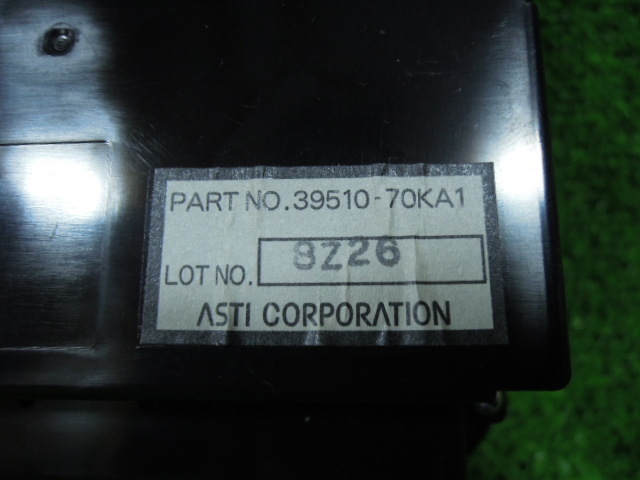 PART NO.39510-70KA1
LOT NO. 8Z26
ASTI CORPORATION